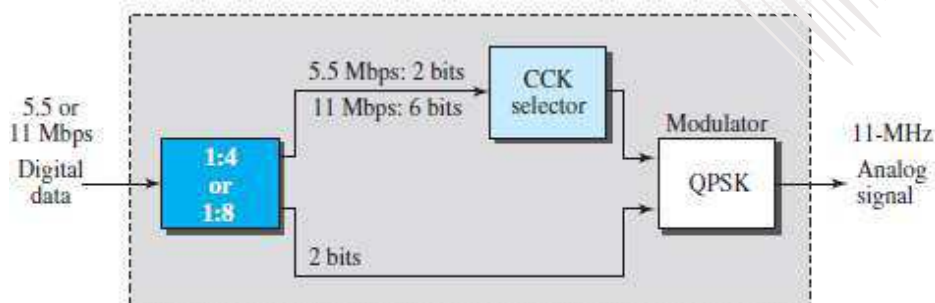 5.5 or
11 Mbps
Digital
data
1:4
or
1:8
5.5 Mbps: 2 bits
11 Mbps: 6 bits
CCK
selector
2 bits
Modulator
QPSK
11-MHz
Analog
signal